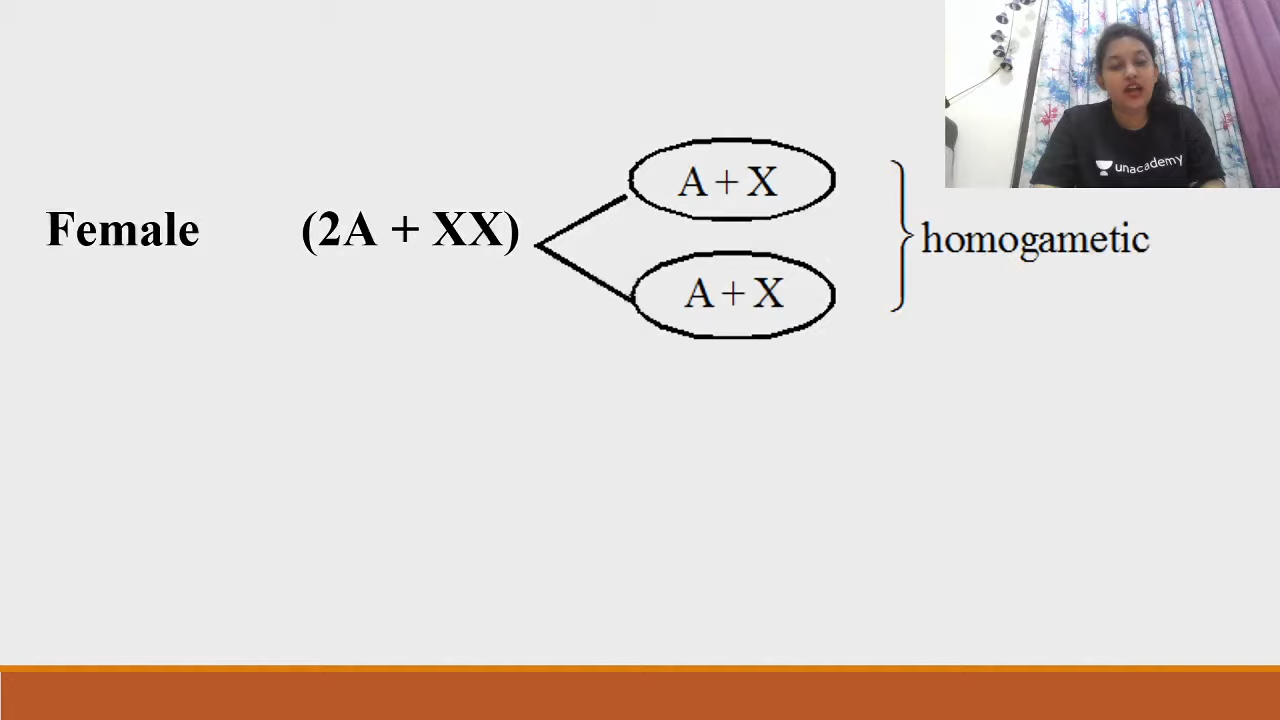 unacademy
A + X
Female (2A + XX)
homogametic
A + X